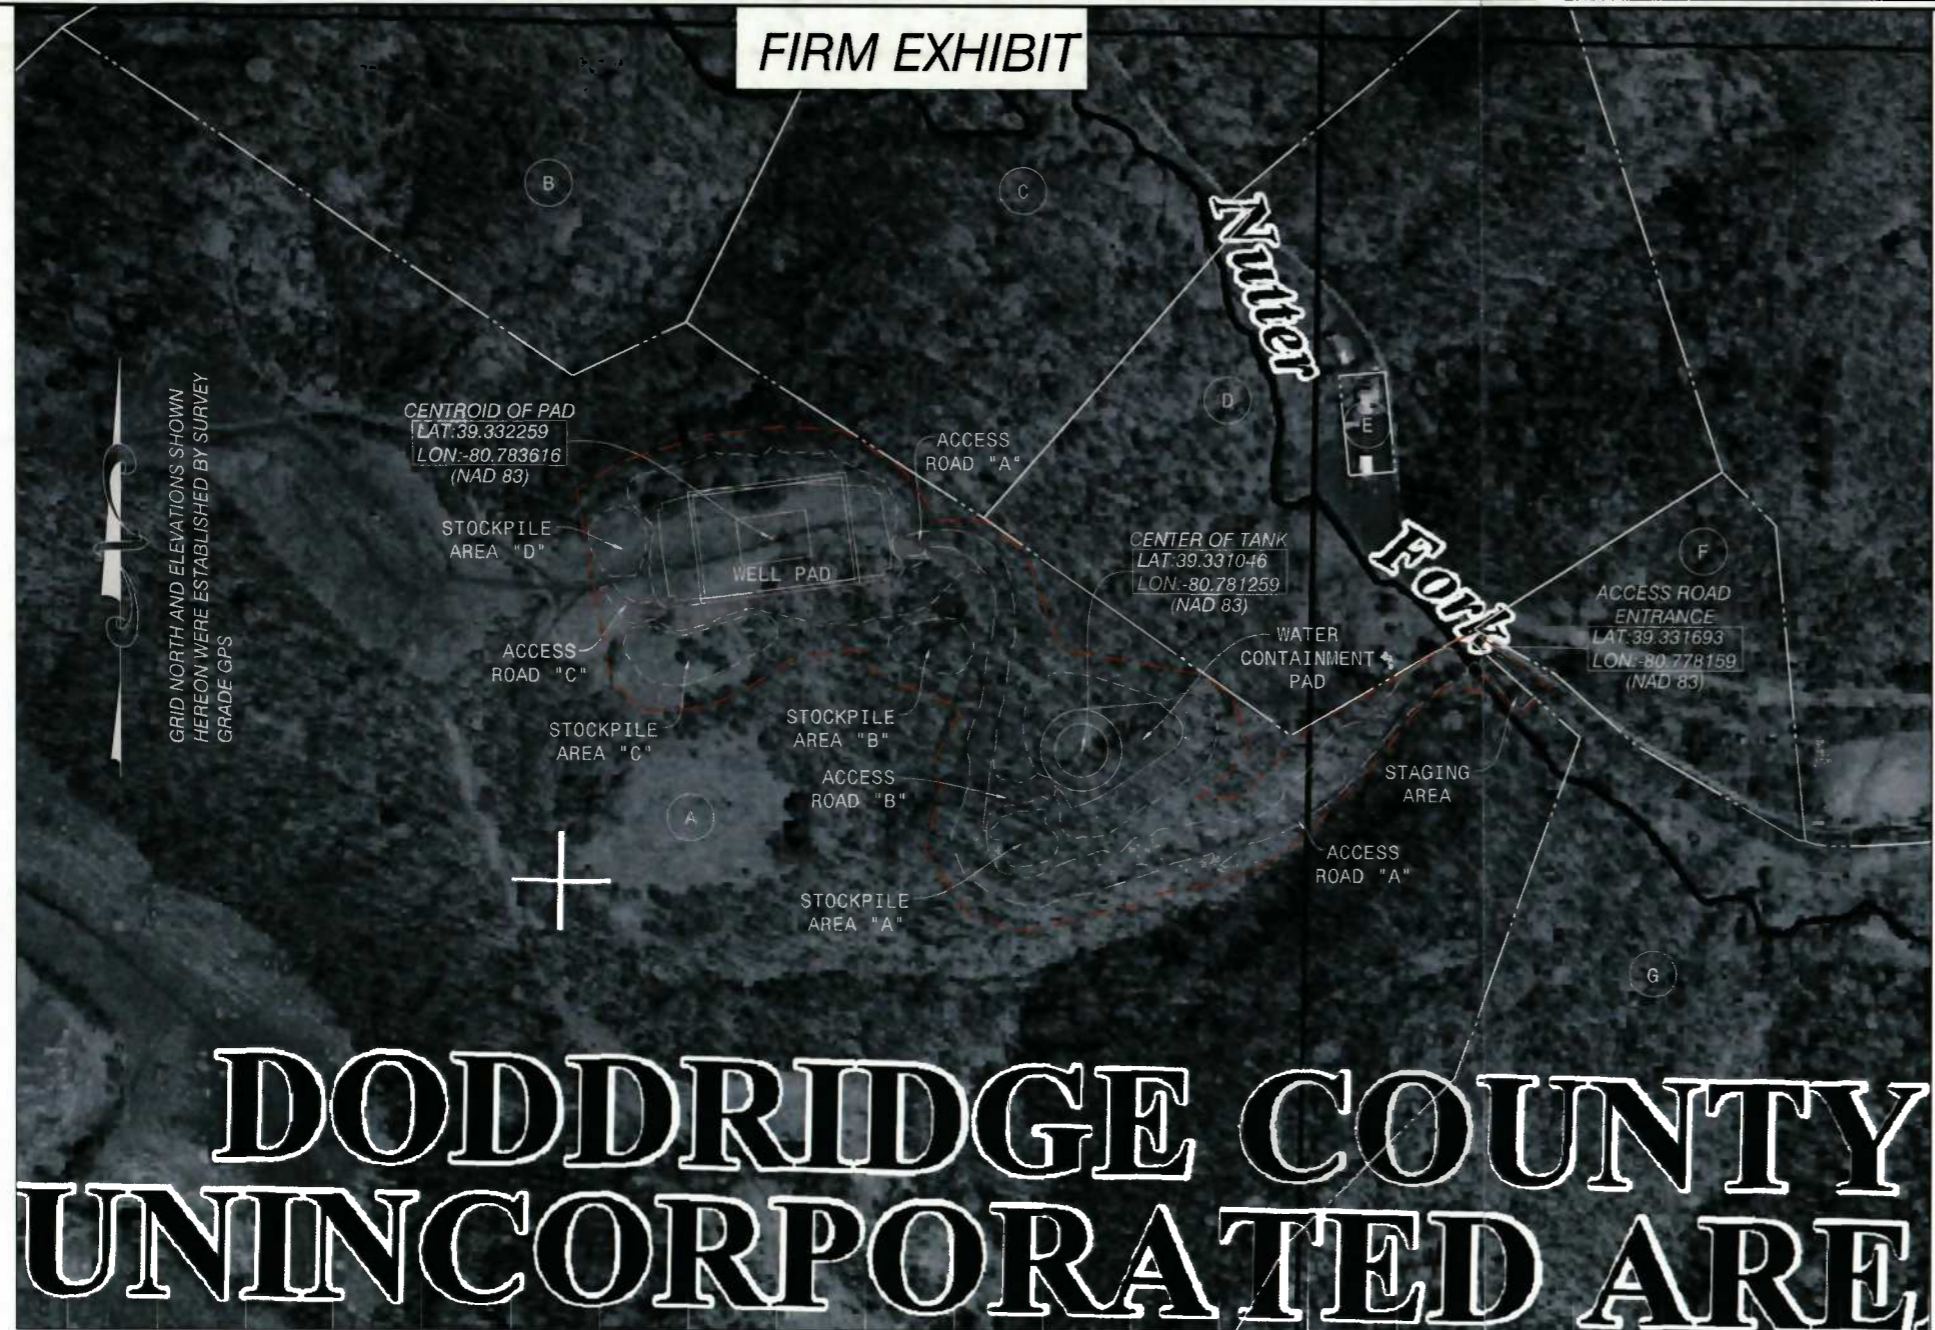 FIRM EXHIBIT
B
C
Nutter
D
E
CENTROID OF PAD
LAT:39.332259
LON:-80.783616
(NAD 83)
ACCESS
ROAD "A"
GRID NORTH AND ELEVATIONS SHOWN
HEREON WERE ESTABLISHED BY SURVEY
GRADE GPS
STOCKPILE
AREA "D"
WELL PAD
CENTER OF TANK
LAT:39.331046
LON:-80.781259
(NAD 83)
Fork
F
ACCESS ROAD
ENTRANCE
LAT:39.331693
LON:-80.778159
(NAD 83)
WATER
CONTAINMENT
PAD
ACCESS
ROAD "C"
STOCKPILE
AREA "C"
STOCKPILE
AREA "B"
ACCESS
ROAD "B"
STAGING
AREA
A
ACCESS
ROAD "A"
STOCKPILE
AREA "A"
G
DODDRIDGE COUNTY
UNINCORPORATED ARE